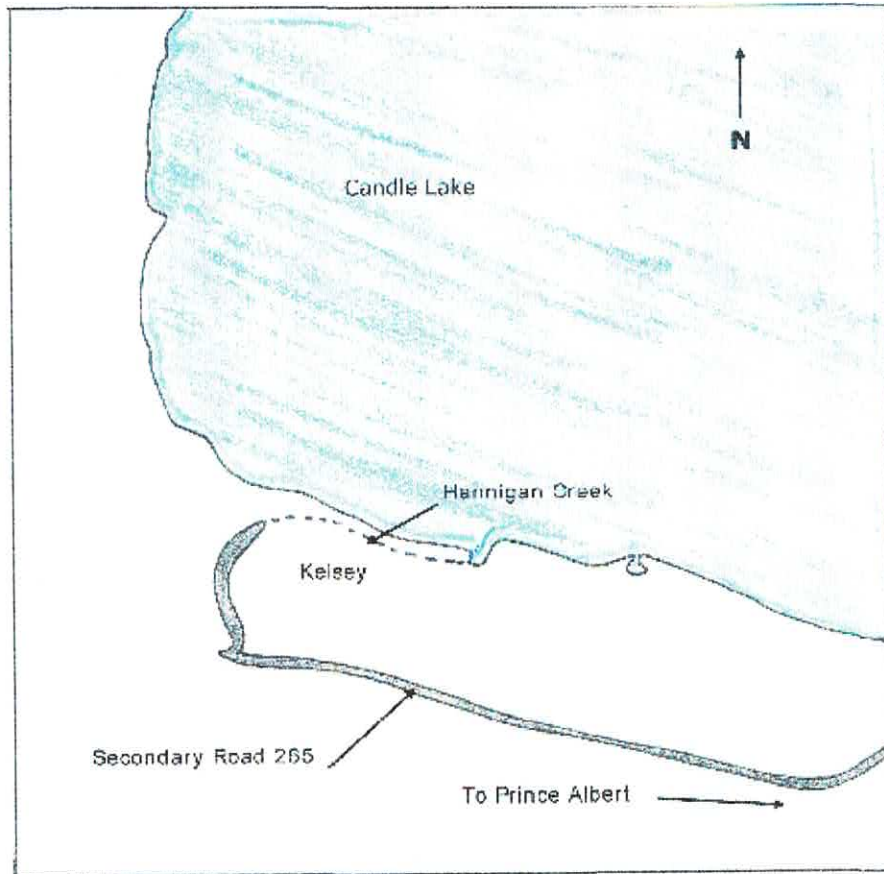 N
Candle Lake
Hannigan Creek
Kelsey
Secondary Road 265
To Prince Albert